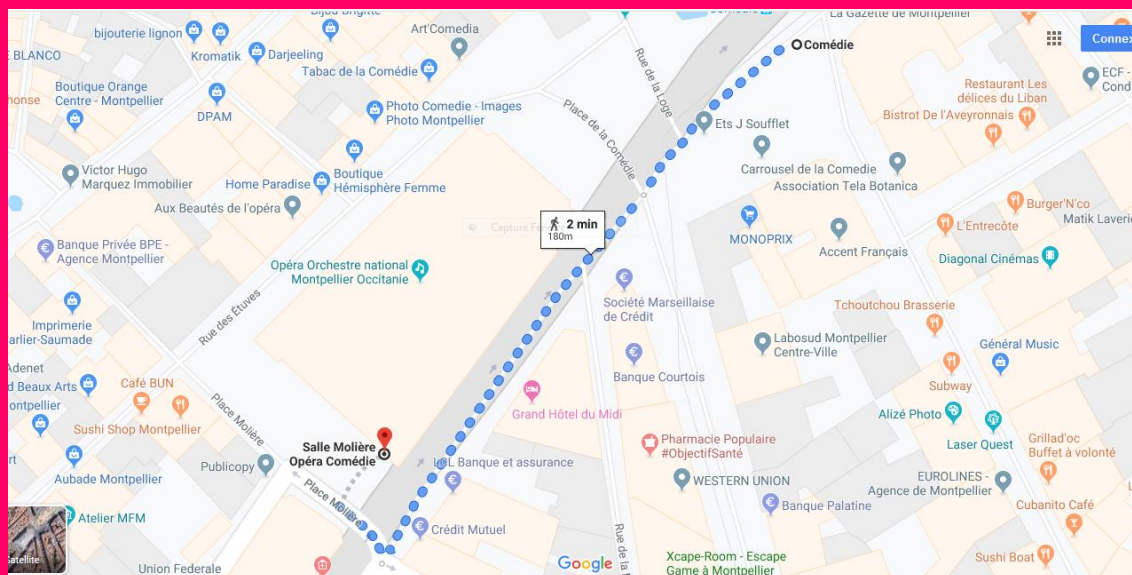 bijouterie lignon
Bijou Brigitte
Art'Comedia
Comédie
La Gazette de Montpellier
Connex
BLANCO
Kromatik
Darjeeling
Tabac de la Comédie
Rue de la Loge
Restaurant Les
délices du Liban
ECF -
Cond
Boutique Orange
Centre - Montpellier
DPAM
Photo Comedie - Images
Photo Montpellier
Place de la Comédie
Ets J Soufflet
Bistrot De l'Aveyronnais
Victor Hugo
Marquez Immobilier
Home Paradise
Boutique
Hémisphère Femme
Carrousel de la Comedie
Association Tela Botanica
Aux Beautés de l'opéra
Burger'N'co
Matik Laveric
2 min
180m
MONOPRIX
L'Entrecôte
Banque Privée BPE -
Agence Montpellier
Accent Français
Diagonal Cinémas
Opéra Orchestre national
Montpellier Occitanie
Rue des Étuves
Société Marseillaise
de Crédit
Tchoutchou Brasserie
Imprimerie
arlier-Saumade
Labosud Montpellier
Centre-Ville
Général Music
Adenet
d Beaux Arts
ontpellier
Café BUN
Banque Courtois
Subway
Sushi Shop Montpellier
Place Molière
Grand Hôtel du Midi
Alizé Photo
Laser Quest
Salle Molière
Opéra Comédie
Pharmacie Populaire
#ObjectifSanté
Grillad'oc
Buffet à volonté
Publicopy
LCL Banque et assurance
Aubade Montpellier
WESTERN UNION
EUROLINES -
Agence de Montpellier
Place Molière
Banque Palatine
Cubanito Café
Atelier MFM
Crédit Mutuel
Rue de la
Satellite
Union Federale
Google
Xcape-Room - Escape
Game à Montpellier
Sushi Boat